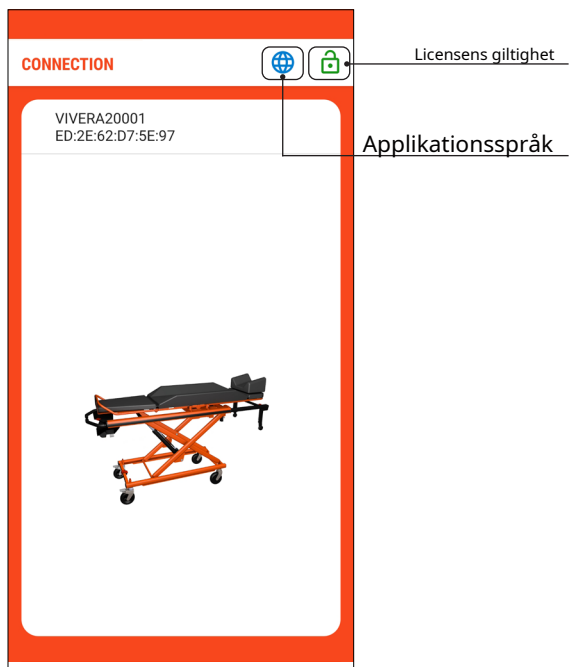 CONNECTION
Licensens giltighet
VIVERA20001
ED:2E:62:D7:5E:97
Applikationsspråk